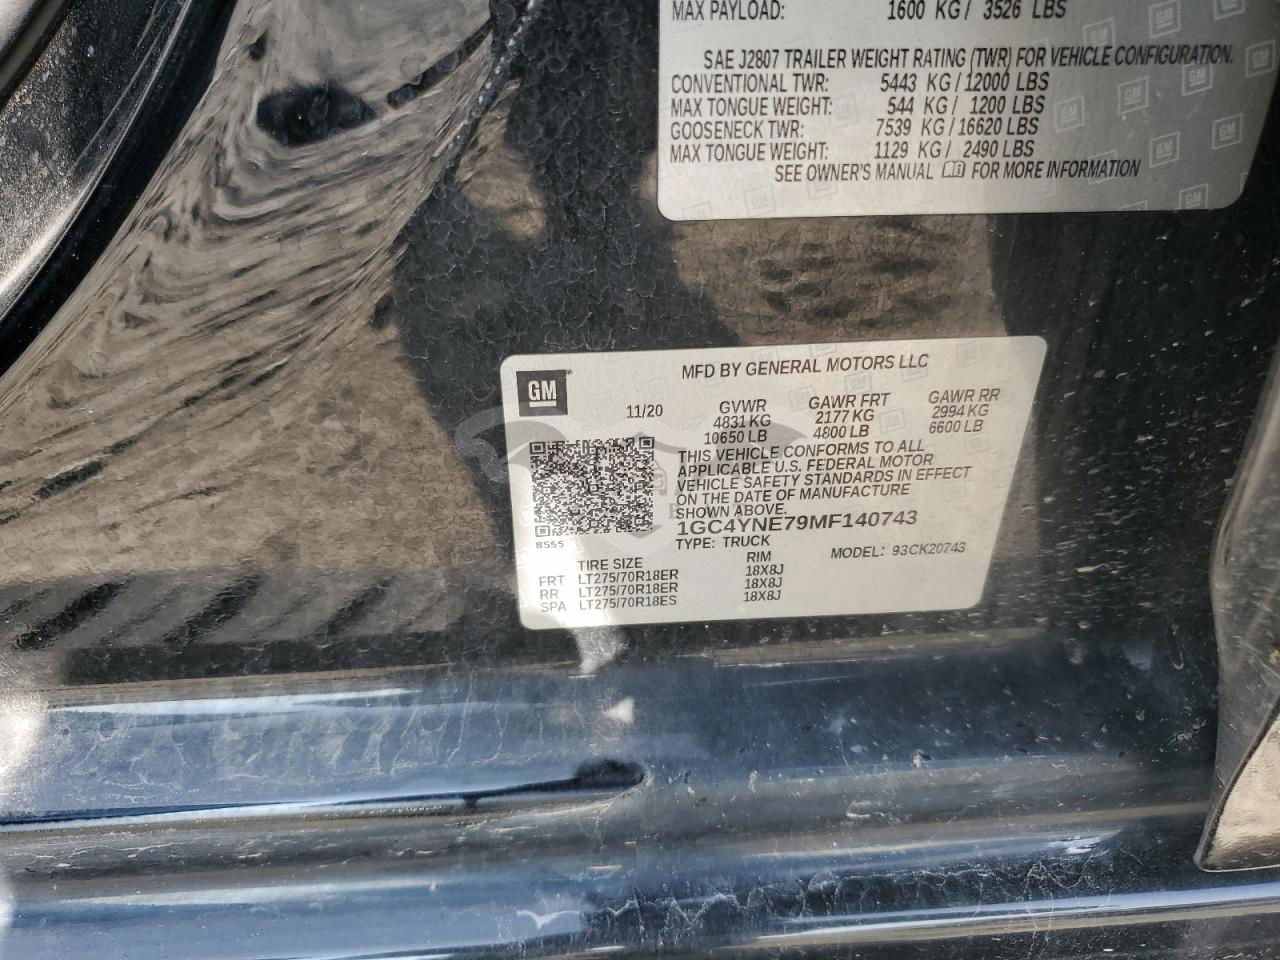 MAX PAYLOAD: 1600 KG / 3526 LBS
SAE J2807 TRAILER WEIGHT RATING (TWR) FOR VEHICLE CONFIGURATION.
CONVENTIONAL TWR: 5443 KG / 12000 LBS
MAX TONGUE WEIGHT: 544 KG / 1200 LBS
GOOSENECK TWR: 7539 KG / 16620 LBS
MAX TONGUE WEIGHT: 1129 KG / 2490 LBS
SEE OWNER'S MANUAL FOR MORE INFORMATION
GM
MFD BY GENERAL MOTORS LLC
11/20 GVWR GAWR FRT GAWR RR
4831 KG 2177 KG 2994 KG
10650 LB 4800 LB 6600 LB
THIS VEHICLE CONFORMS TO ALL
APPLICABLE U.S. FEDERAL MOTOR
VEHICLE SAFETY STANDARDS IN EFFECT
ON THE DATE OF MANUFACTURE
SHOWN ABOVE.
1GC4YNE79MF140743
8555 TYPE: TRUCK MODEL: 93CK20743
TIRE SIZE RIM
FRT LT275/70R18ER 18X8J
RR LT275/70R18ER 18X8J
SPA LT275/70R18ES 18X8J